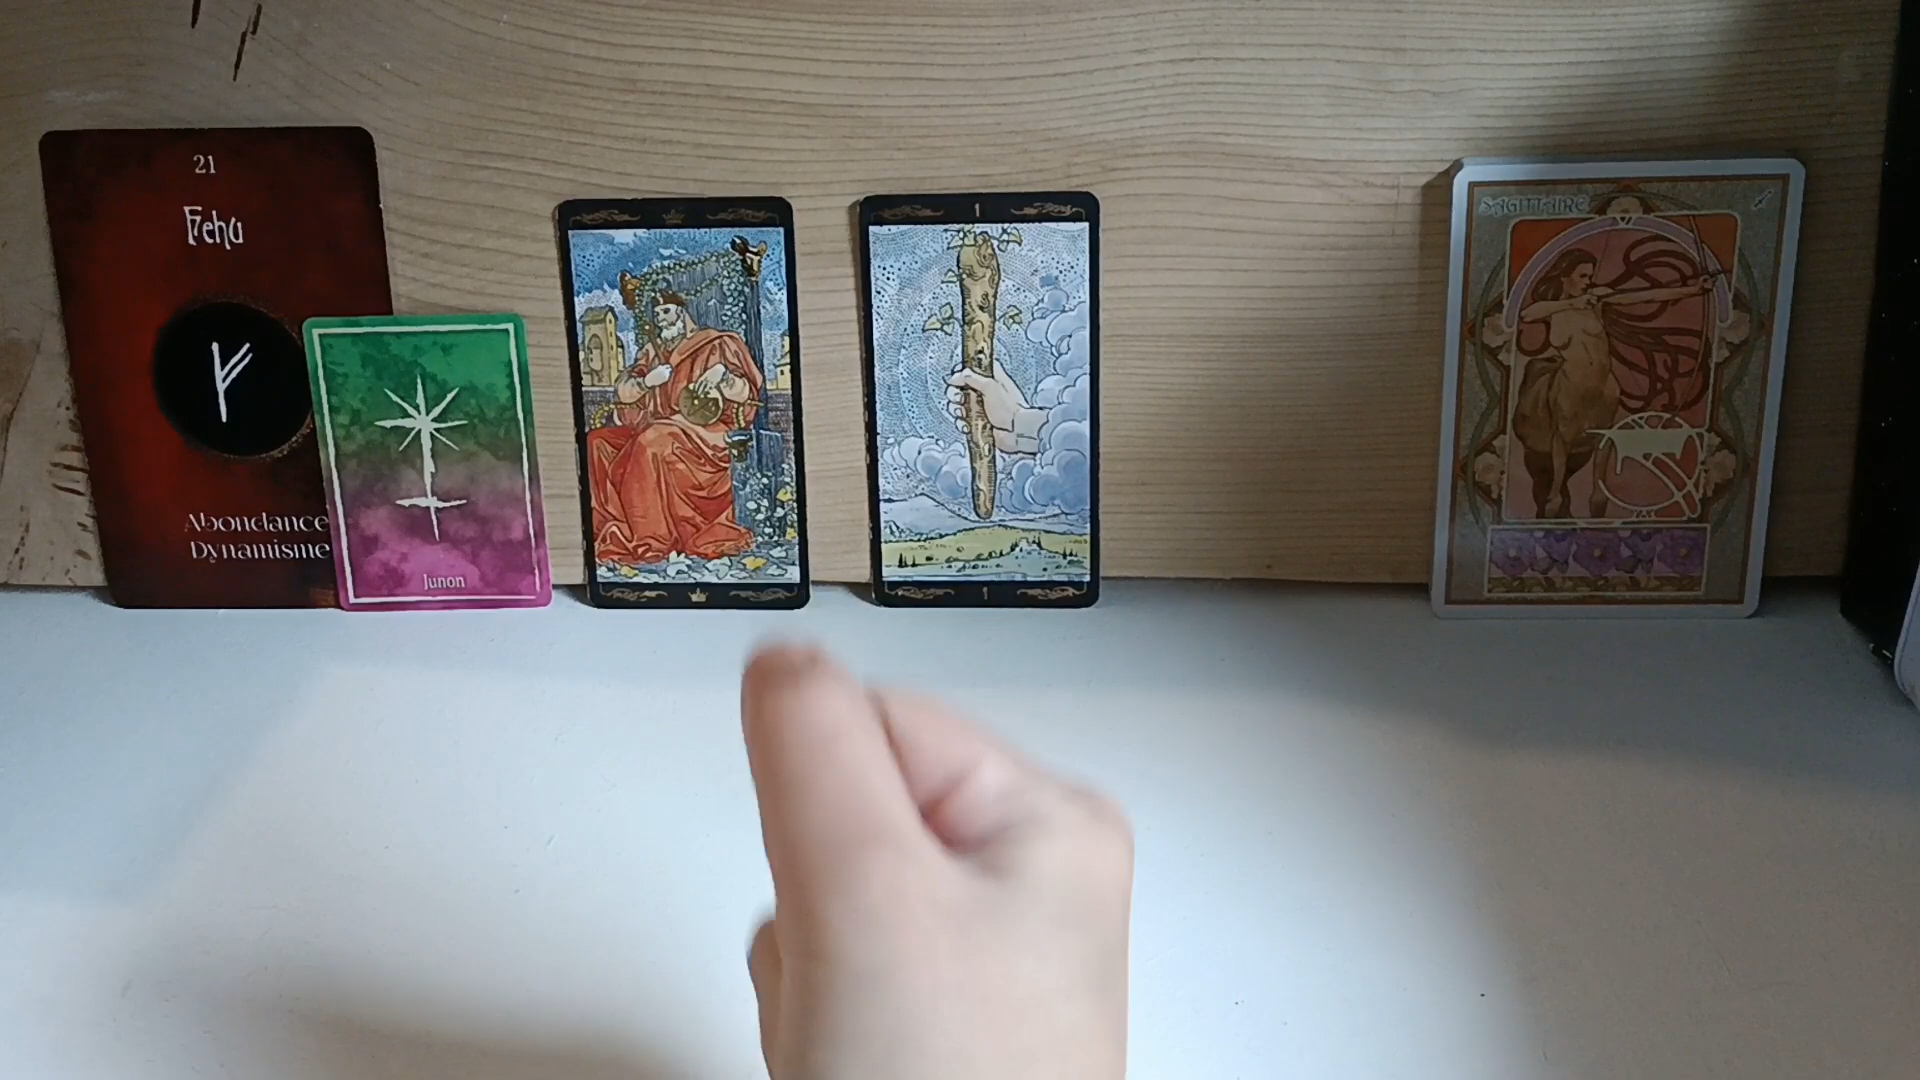 21
Fehu
Abondance
Dynamisme
Junon
1
1
SAGITTAIRE